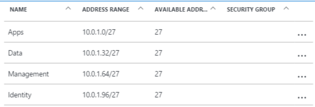 NAME ADDRESS RANGE AVAILABLE ADDR... SECURITY GROUP
Apps 10.0.1.0/27 27 ...
Data 10.0.1.32/27 27 ...
Management 10.0.1.64/27 27 ...
Identity 10.0.1.96/27 27 ...